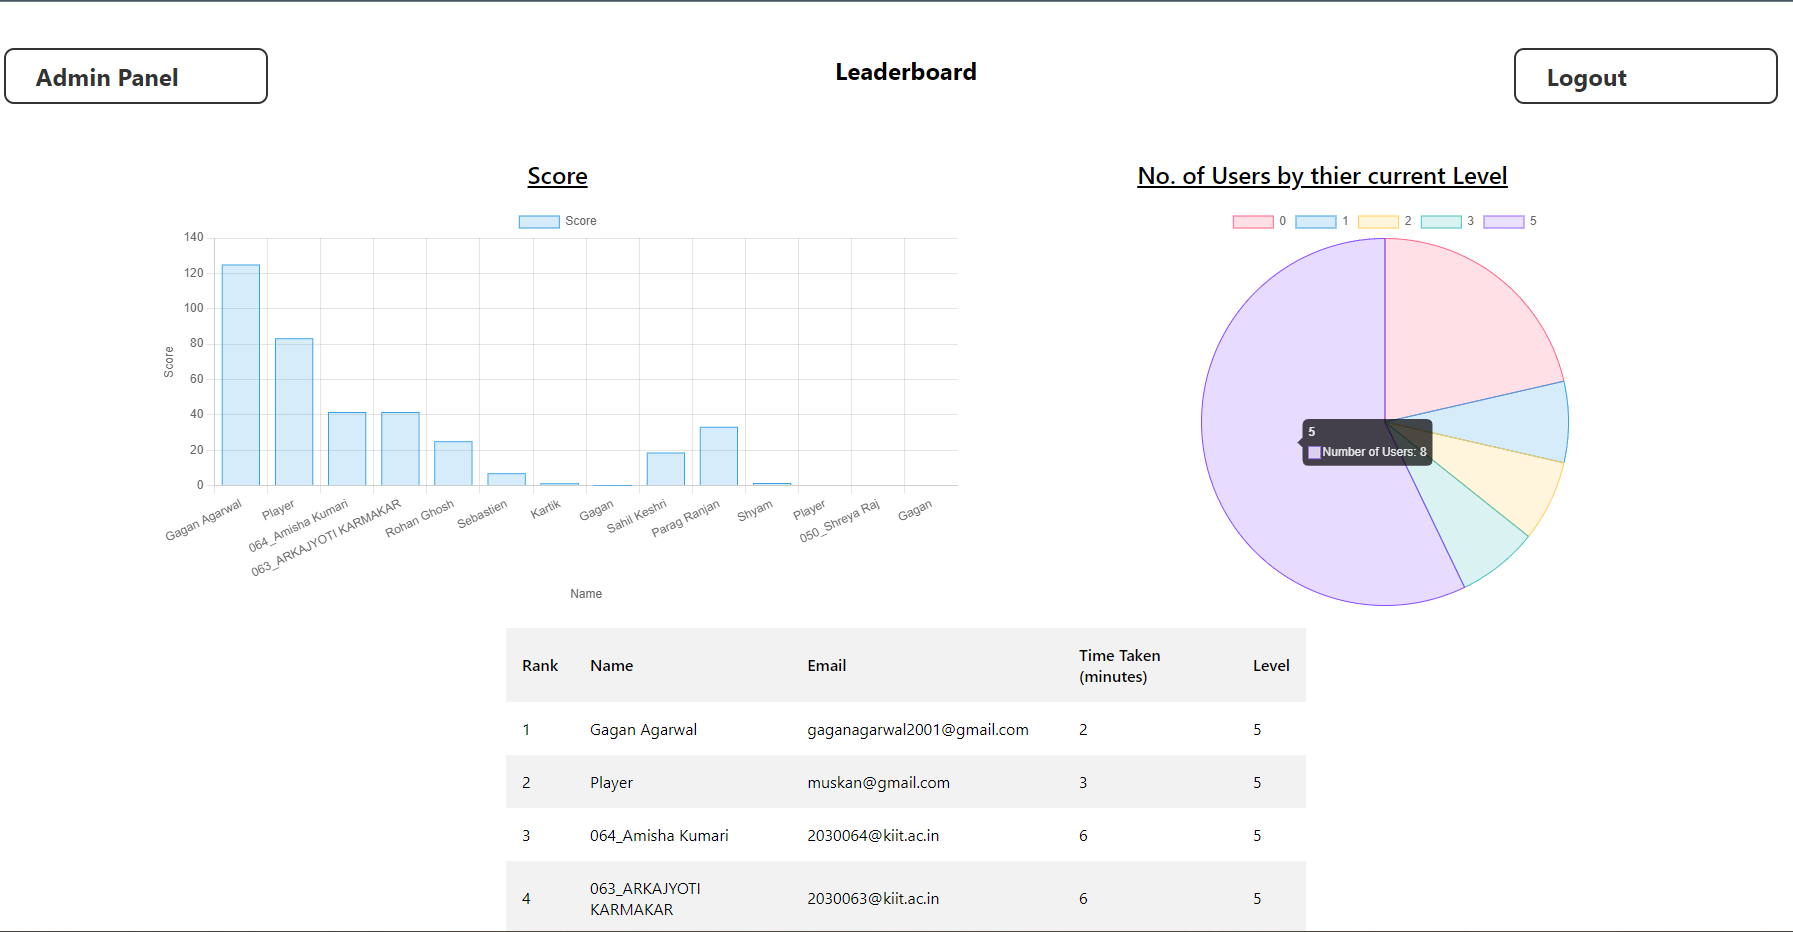 Admin Panel
Leaderboard
Logout
Score
Score
140
120
100
80
60
40
20
0
Score
Gagan Agarwal
Player
064_Amisha Kumari
063_ARKAJYOTI KARMAKAR
Rohan Ghosh
Sebastien
Kartik
Gagan
Sahil Keshri
Parag Ranjan
Shyam
Player
050_Shreya Raj
Gagan
Name
No. of Users by thier current Level
0 1 2 3 5
5
Number of Users: 8
Rank Name Email Time Taken (minutes) Level
1 Gagan Agarwal gaganagarwal2001@gmail.com 2 5
2 Player muskan@gmail.com 3 5
3 064_Amisha Kumari 2030064@kiit.ac.in 6 5
4 063_ARKAJYOTI KARMAKAR 2030063@kiit.ac.in 6 5